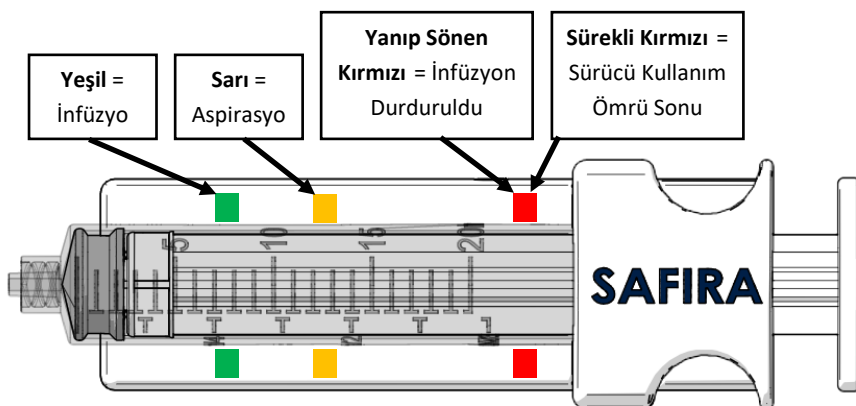 Yeşil =
İnfüzyo
Sarı =
Aspirasyo
Yanıp Sönen
Kırmızı = İnfüzyon
Durduruldu
Sürekli Kırmızı =
Sürücü Kullanım
Ömrü Sonu
5
10
15
20
SAFIRA